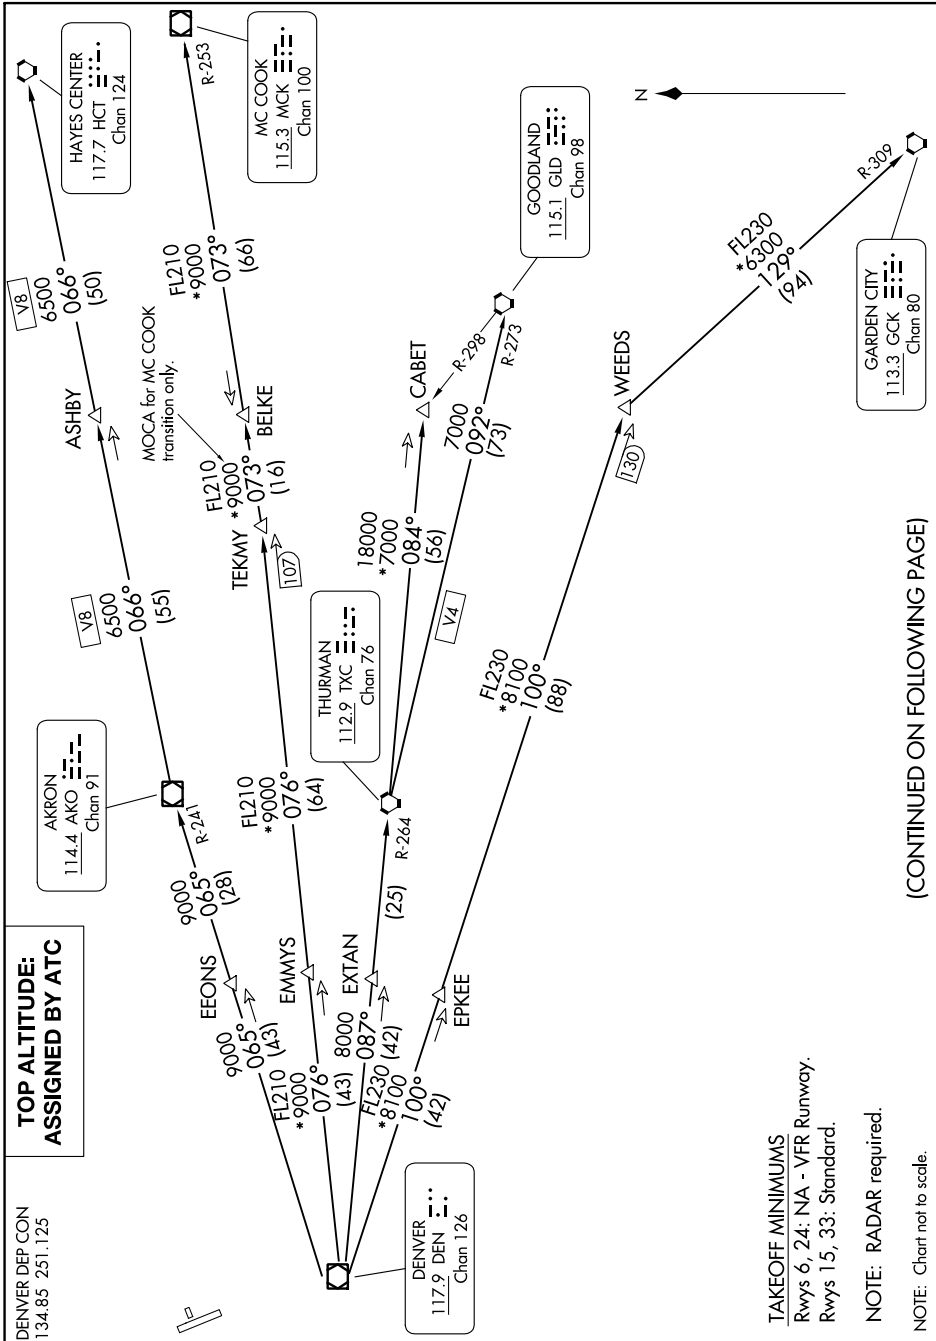 DENVER DEP CON
134.85 251.125
TOP ALTITUDE:
ASSIGNED BY ATC
AKRON
114.4 AKO
Chan 91
HAYES CENTER
117.7 HCT
Chan 124
MC COOK
115.3 MCK
Chan 100
R-253
V8
6500
066°
(50)
ASHBY
V8
6500
066°
(55)
R-241
9000
065°
(28)
EEONS
9000
065°
(43)
FL210
*9000
073°
(66)
MOCA for MC COOK
transition only.
BELKE
FL210
*9000
073°
(16)
TEKMY
107
FL210
*9000
076°
(64)
EMMYS
FL210
*9000
076°
(43)
THURMAN
112.9 TXC
Chan 76
GOODLAND
115.1 GLD
Chan 98
N
CABET
R-298
R-273
18000
*7000
084°
(56)
7000
092°
(73)
V4
R-264
(25)
EXTAN
8000
087°
(42)
WEEDS
130
FL230
*6300
129°
(94)
R-309
GARDEN CITY
113.3 GCK
Chan 80
FL230
*8100
100°
(88)
EPKEE
FL230
*8100
100°
(42)
DENVER
117.9 DEN
Chan 126
TAKEOFF MINIMUMS
Rwys 6, 24: NA - VFR Runway.
Rwys 15, 33: Standard.
NOTE: RADAR required.
NOTE: Chart not to scale.
(CONTINUED ON FOLLOWING PAGE)